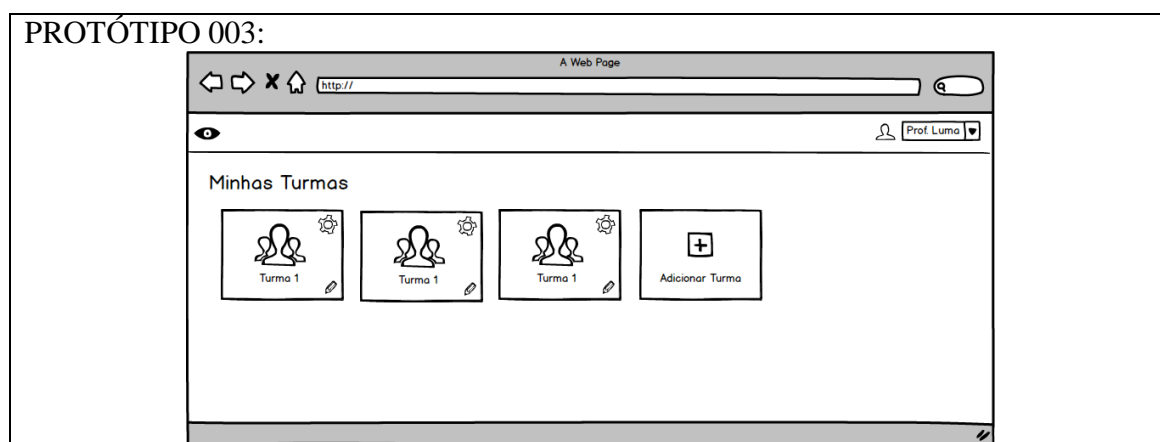 PROTÓTIPO 003:
A Web Page
http://
Prof. Luma
Minhas Turmas
Turma 1
Turma 1
Turma 1
Adicionar Turma